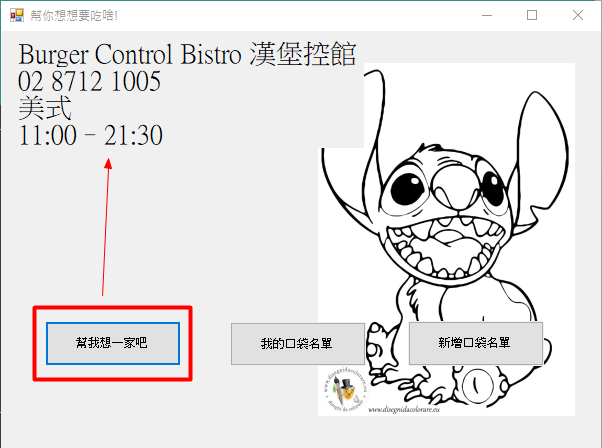 幫你想想要吃啥!
Burger Control Bistro 漢堡控館
02 8712 1005
美式
11:00 - 21:30
幫我想一家吧
我的口袋名單
新增口袋名單
www.disegnidacolorare.eu